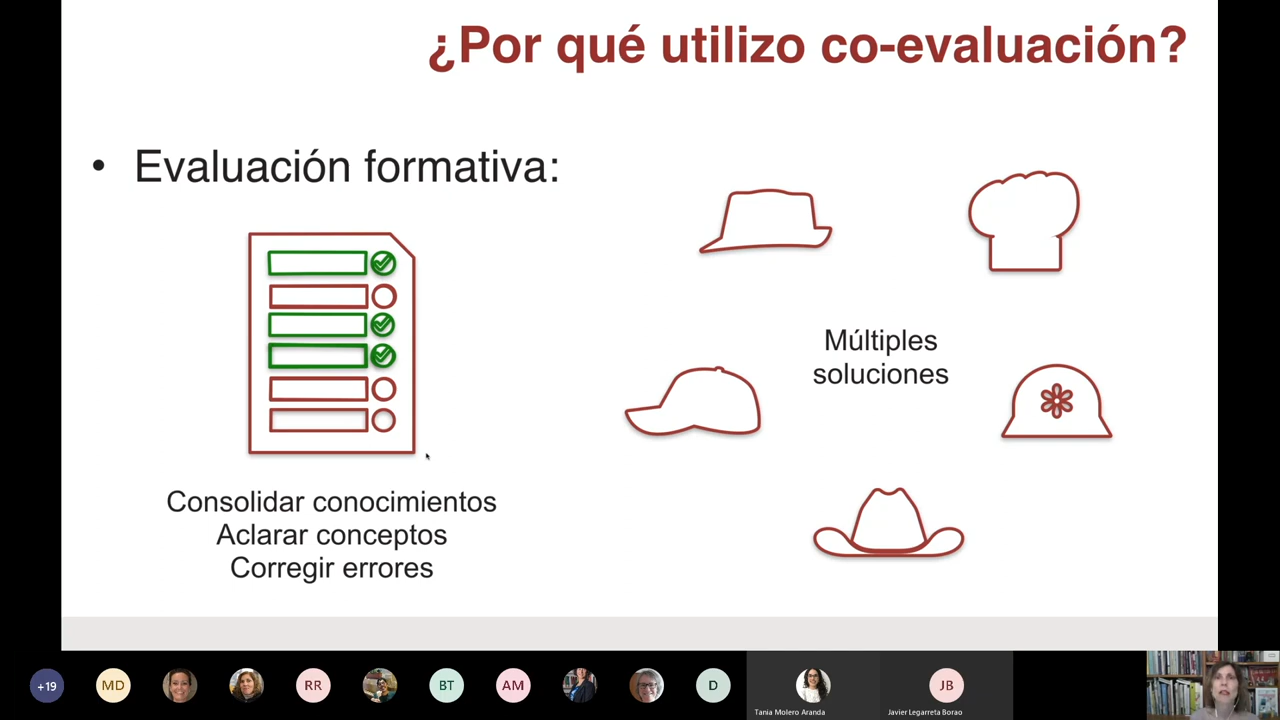 ¿Por qué utilizo co-evaluación?
• Evaluación formativa:
Múltiples
soluciones
Consolidar conocimientos
Aclarar conceptos
Corregir errores
+19
MD
RR
BT
AM
D
JB
Tania Molero Aranda
Javier Legarreta Borao